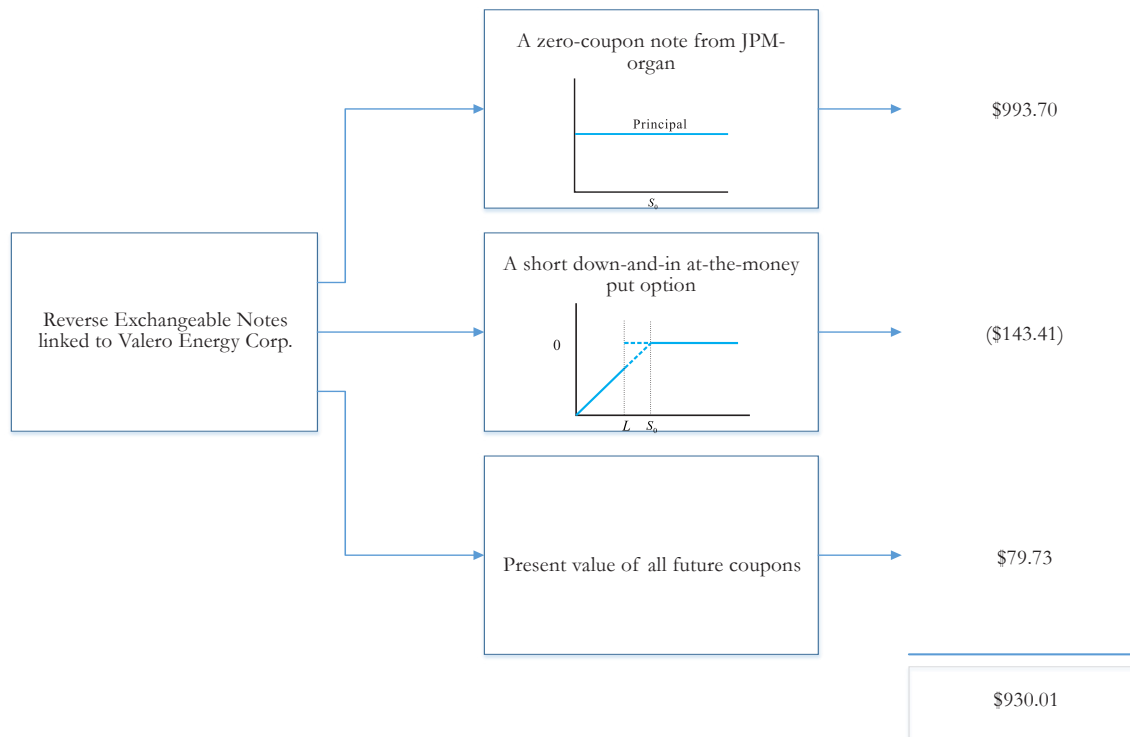 A zero-coupon note from JPM-
organ
Principal
S₀
$993.70
Reverse Exchangeable Notes
linked to Valero Energy Corp.
A short down-and-in at-the-money
put option
0
L S₀
($143.41)
Present value of all future coupons
$79.73
$930.01